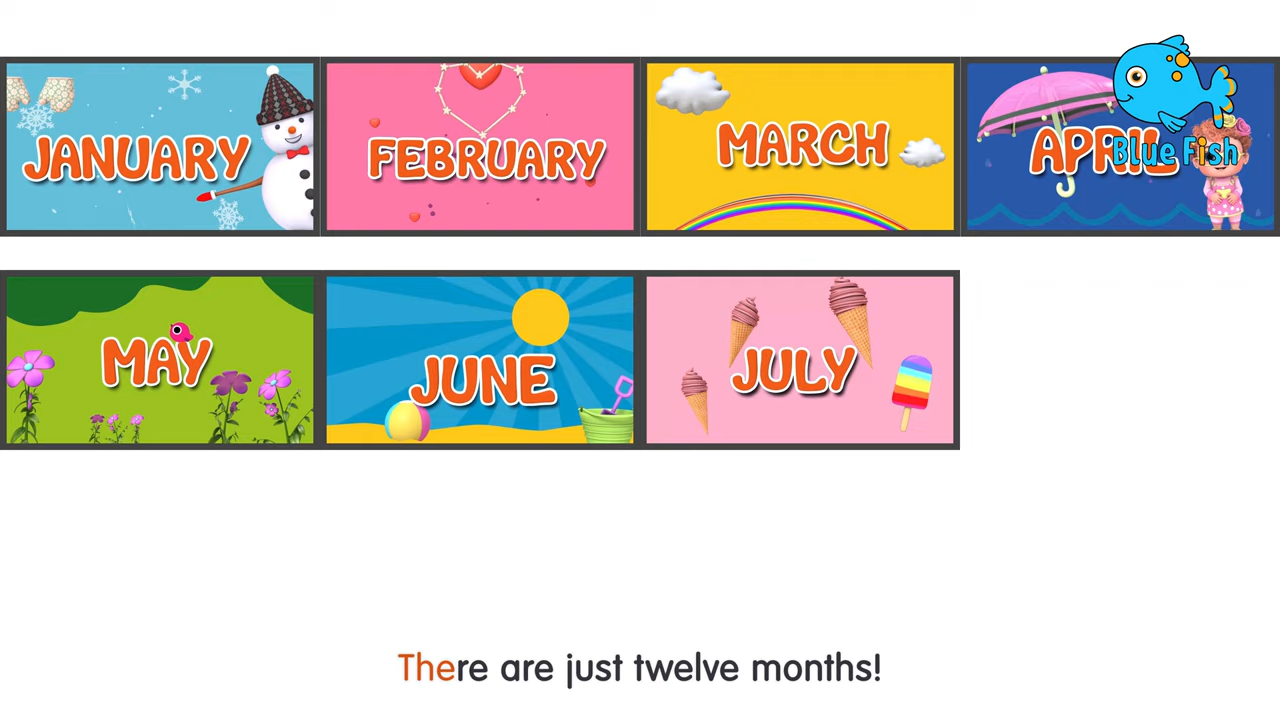 JANUARY
FEBRUARY
MARCH
APRIL
Blue Fish
MAY
JUNE
JULY
There are just twelve months!